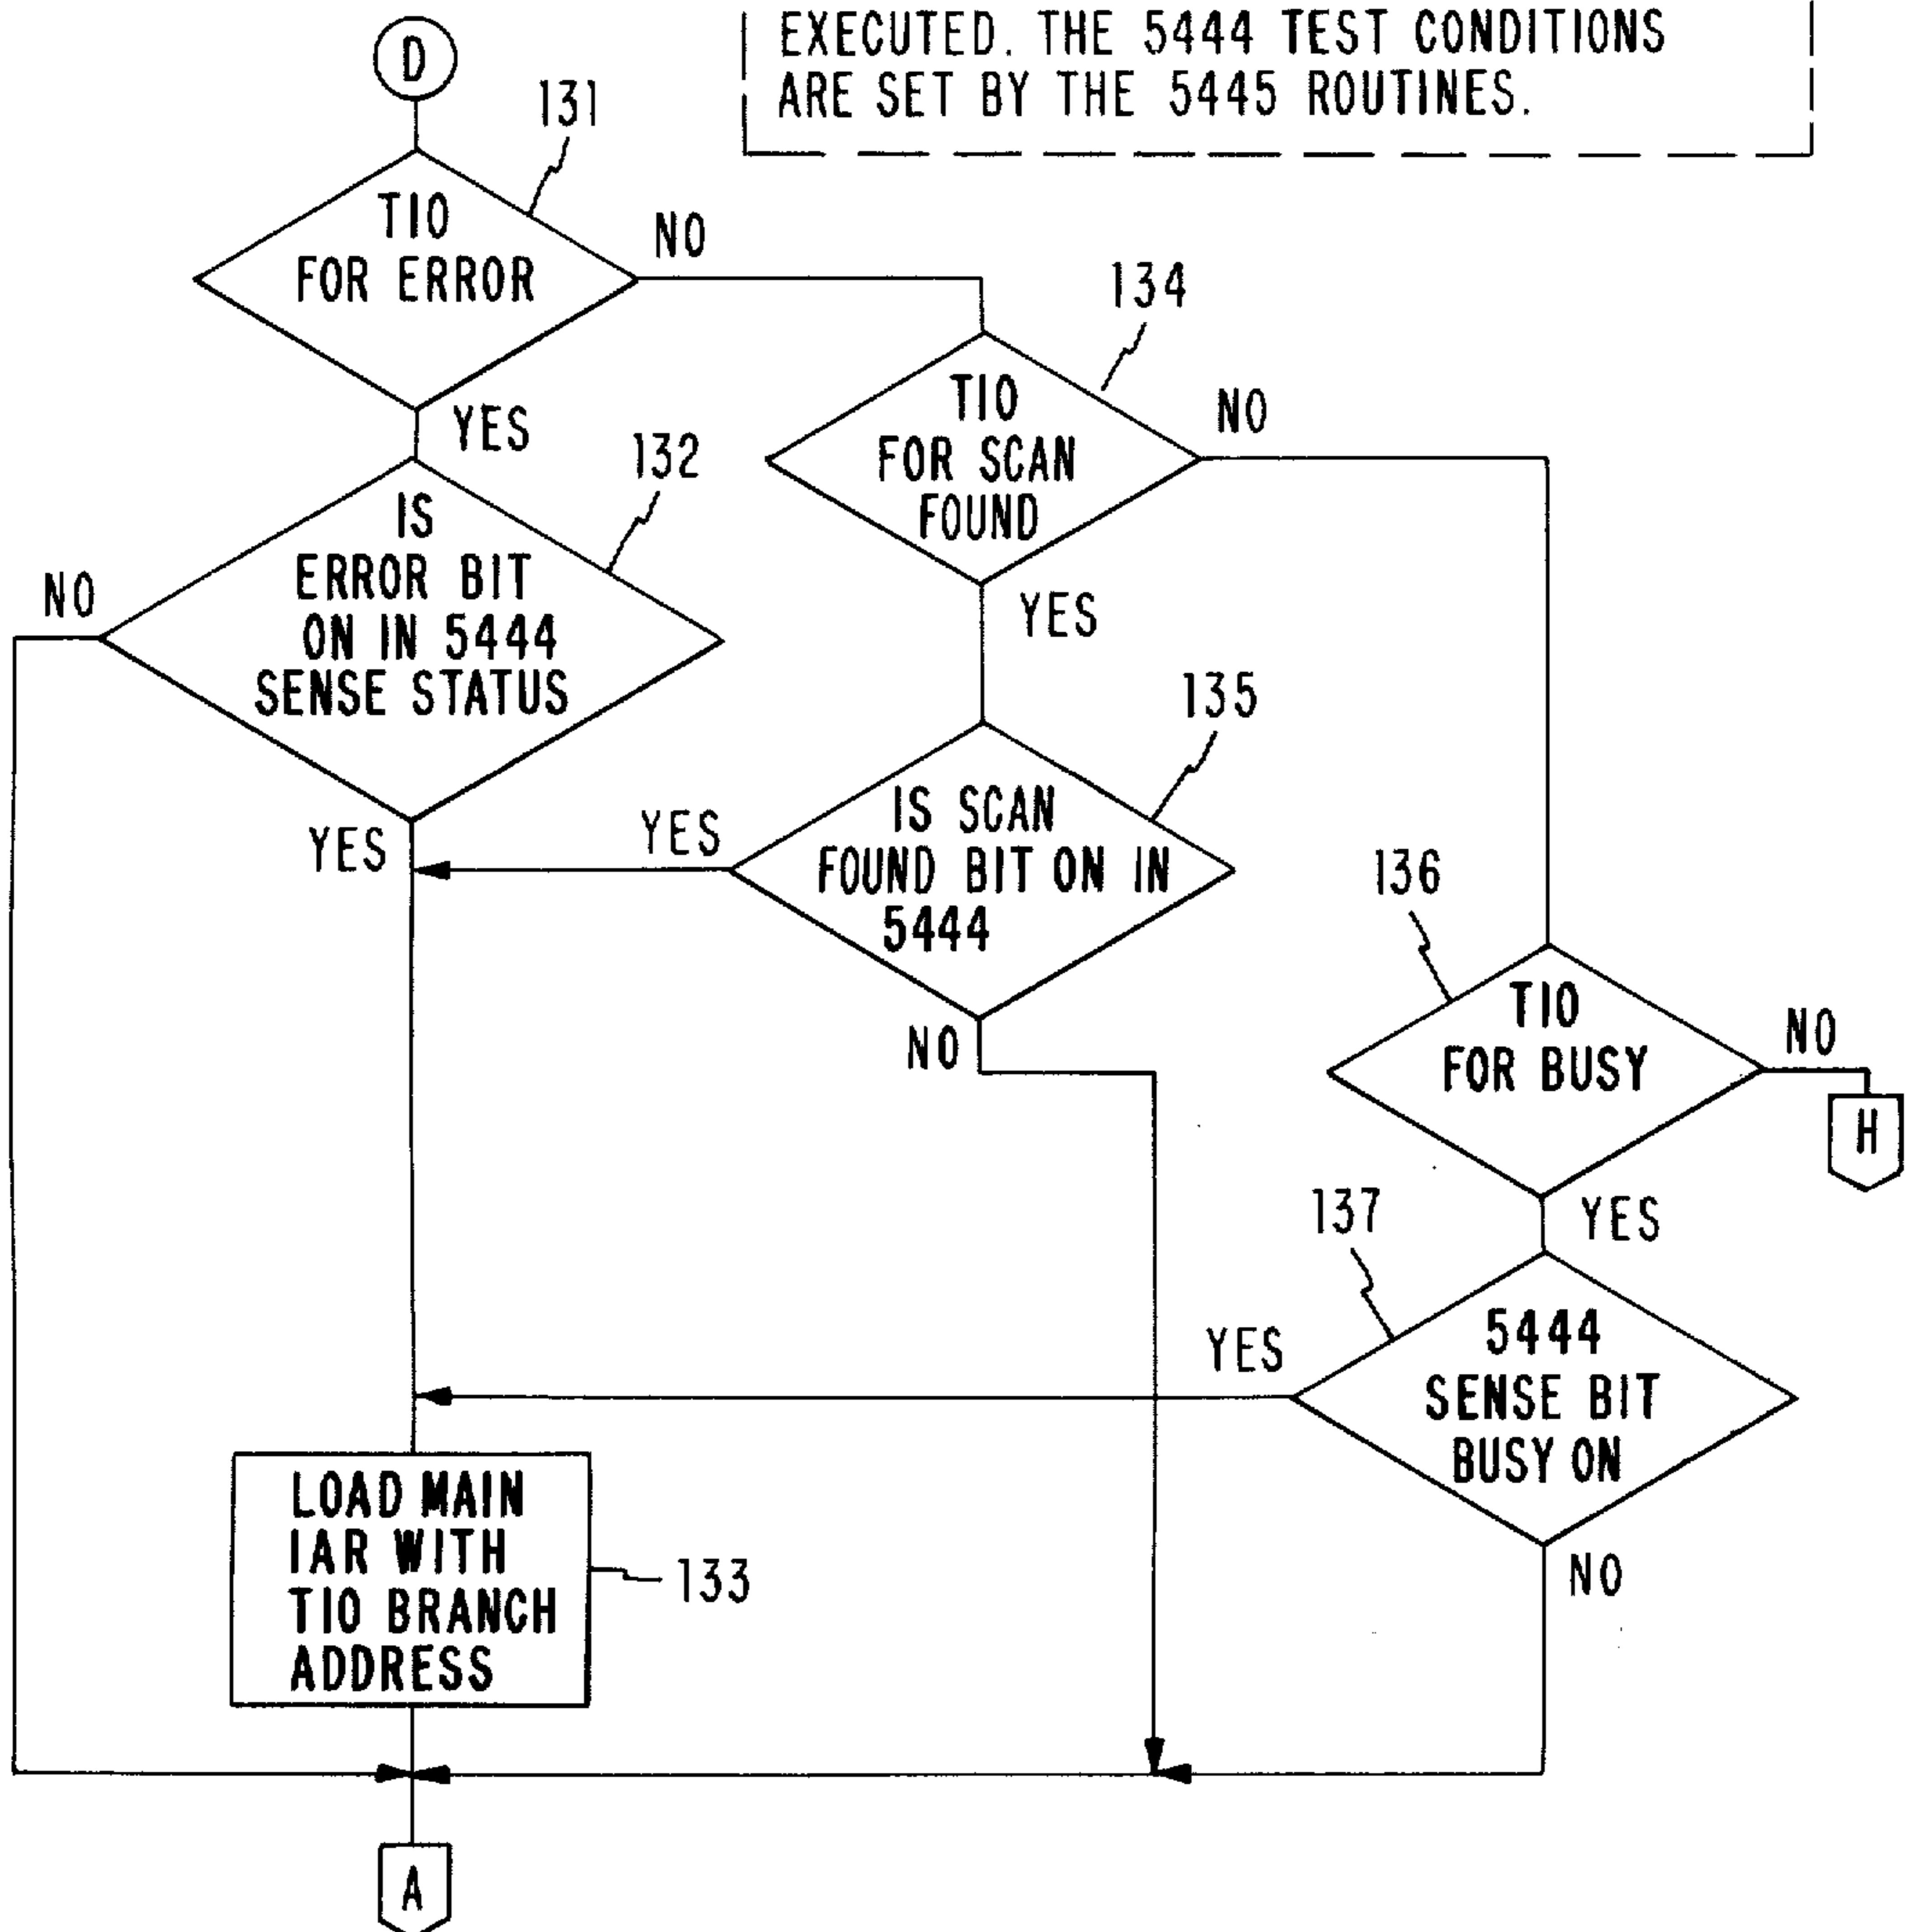 EXECUTED. THE 5444 TEST CONDITIONS
ARE SET BY THE 5445 ROUTINES.
D
131
TIO
FOR ERROR
NO
YES
134
TIO
FOR SCAN
FOUND
NO
YES
132
IS
ERROR BIT
ON IN 5444
SENSE STATUS
NO
YES
135
IS SCAN
FOUND BIT ON IN
5444
YES
NO
136
TIO
FOR BUSY
NO
H
YES
137
5444
SENSE BIT
BUSY ON
YES
NO
LOAD MAIN
IAR WITH
TIO BRANCH
ADDRESS
133
A